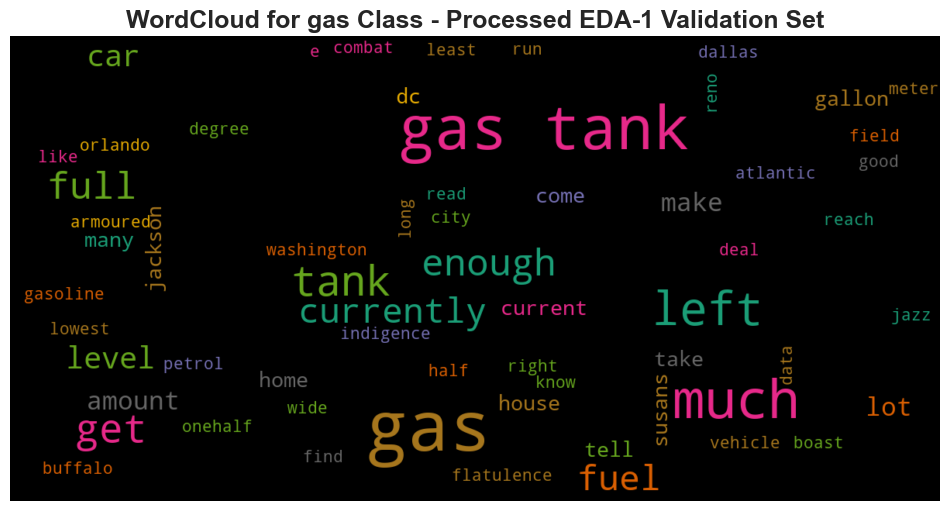 WordCloud for gas Class - Processed EDA-1 Validation Set
car
e
combat
least
run
dallas
reno
dc
gallon
meter
degree
gas tank
field
orlando
like
good
full
atlantic
read
come
make
long
city
reach
armoured
many
jackson
washington
enough
deal
tank
gasoline
currently
current
left
jazz
lowest
indigence
level
petrol
half
right
know
take
data
home
amount
wide
house
susans
much
lot
get
onehalf
gas
tell
vehicle
boast
find
buffalo
flatulence
fuel